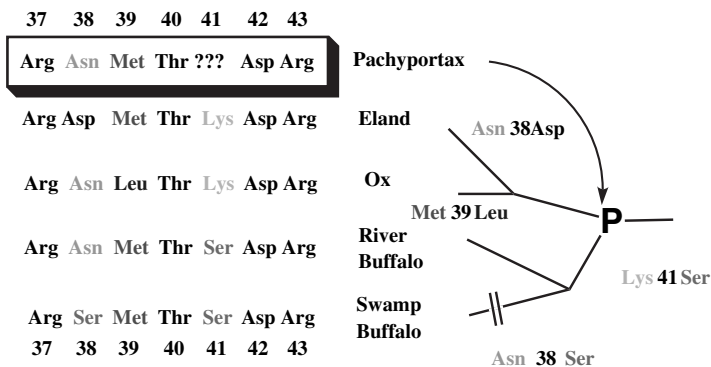 37 38 39 40 41 42 43
Arg Asn Met Thr ??? Asp Arg Pachyportax
Arg Asp Met Thr Lys Asp Arg Eland
Asn 38Asp
Arg Asn Leu Thr Lys Asp Arg Ox
Met 39 Leu
P
Arg Asn Met Thr Ser Asp Arg River
Buffalo
Lys 41 Ser
Arg Ser Met Thr Ser Asp Arg Swamp
Buffalo
37 38 39 40 41 42 43
Asn 38 Ser